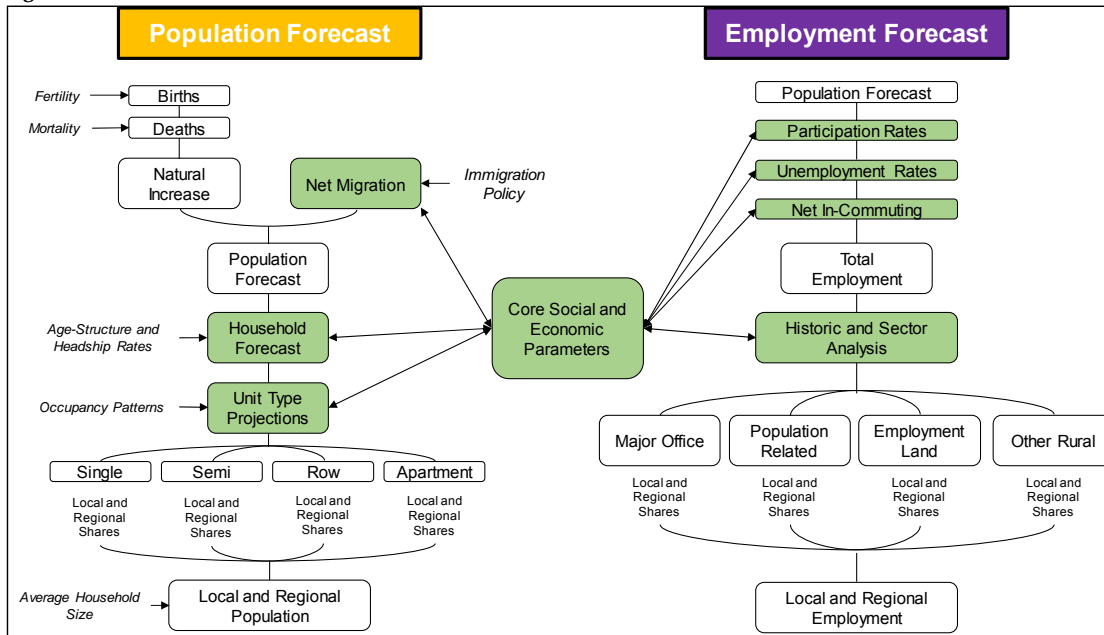 Population Forecast
Employment Forecast
Fertility
Births
Mortality
Deaths
Natural
Increase
Net Migration
Immigration
Policy
Population
Forecast
Age-Structure and
Headship Rates
Household
Forecast
Occupancy Patterns
Unit Type
Projections
Single
Semi
Row
Apartment
Local and
Regional
Shares
Local and
Regional
Shares
Local and
Regional
Shares
Local and
Regional
Shares
Average Household
Size
Local and Regional
Population
Core Social and
Economic
Parameters
Population Forecast
Participation Rates
Unemployment Rates
Net In-Commuting
Total
Employment
Historic and Sector
Analysis
Major Office
Population
Related
Employment
Land
Other Rural
Local and
Regional
Shares
Local and
Regional
Shares
Local and
Regional
Shares
Local and
Regional
Shares
Local and Regional
Employment